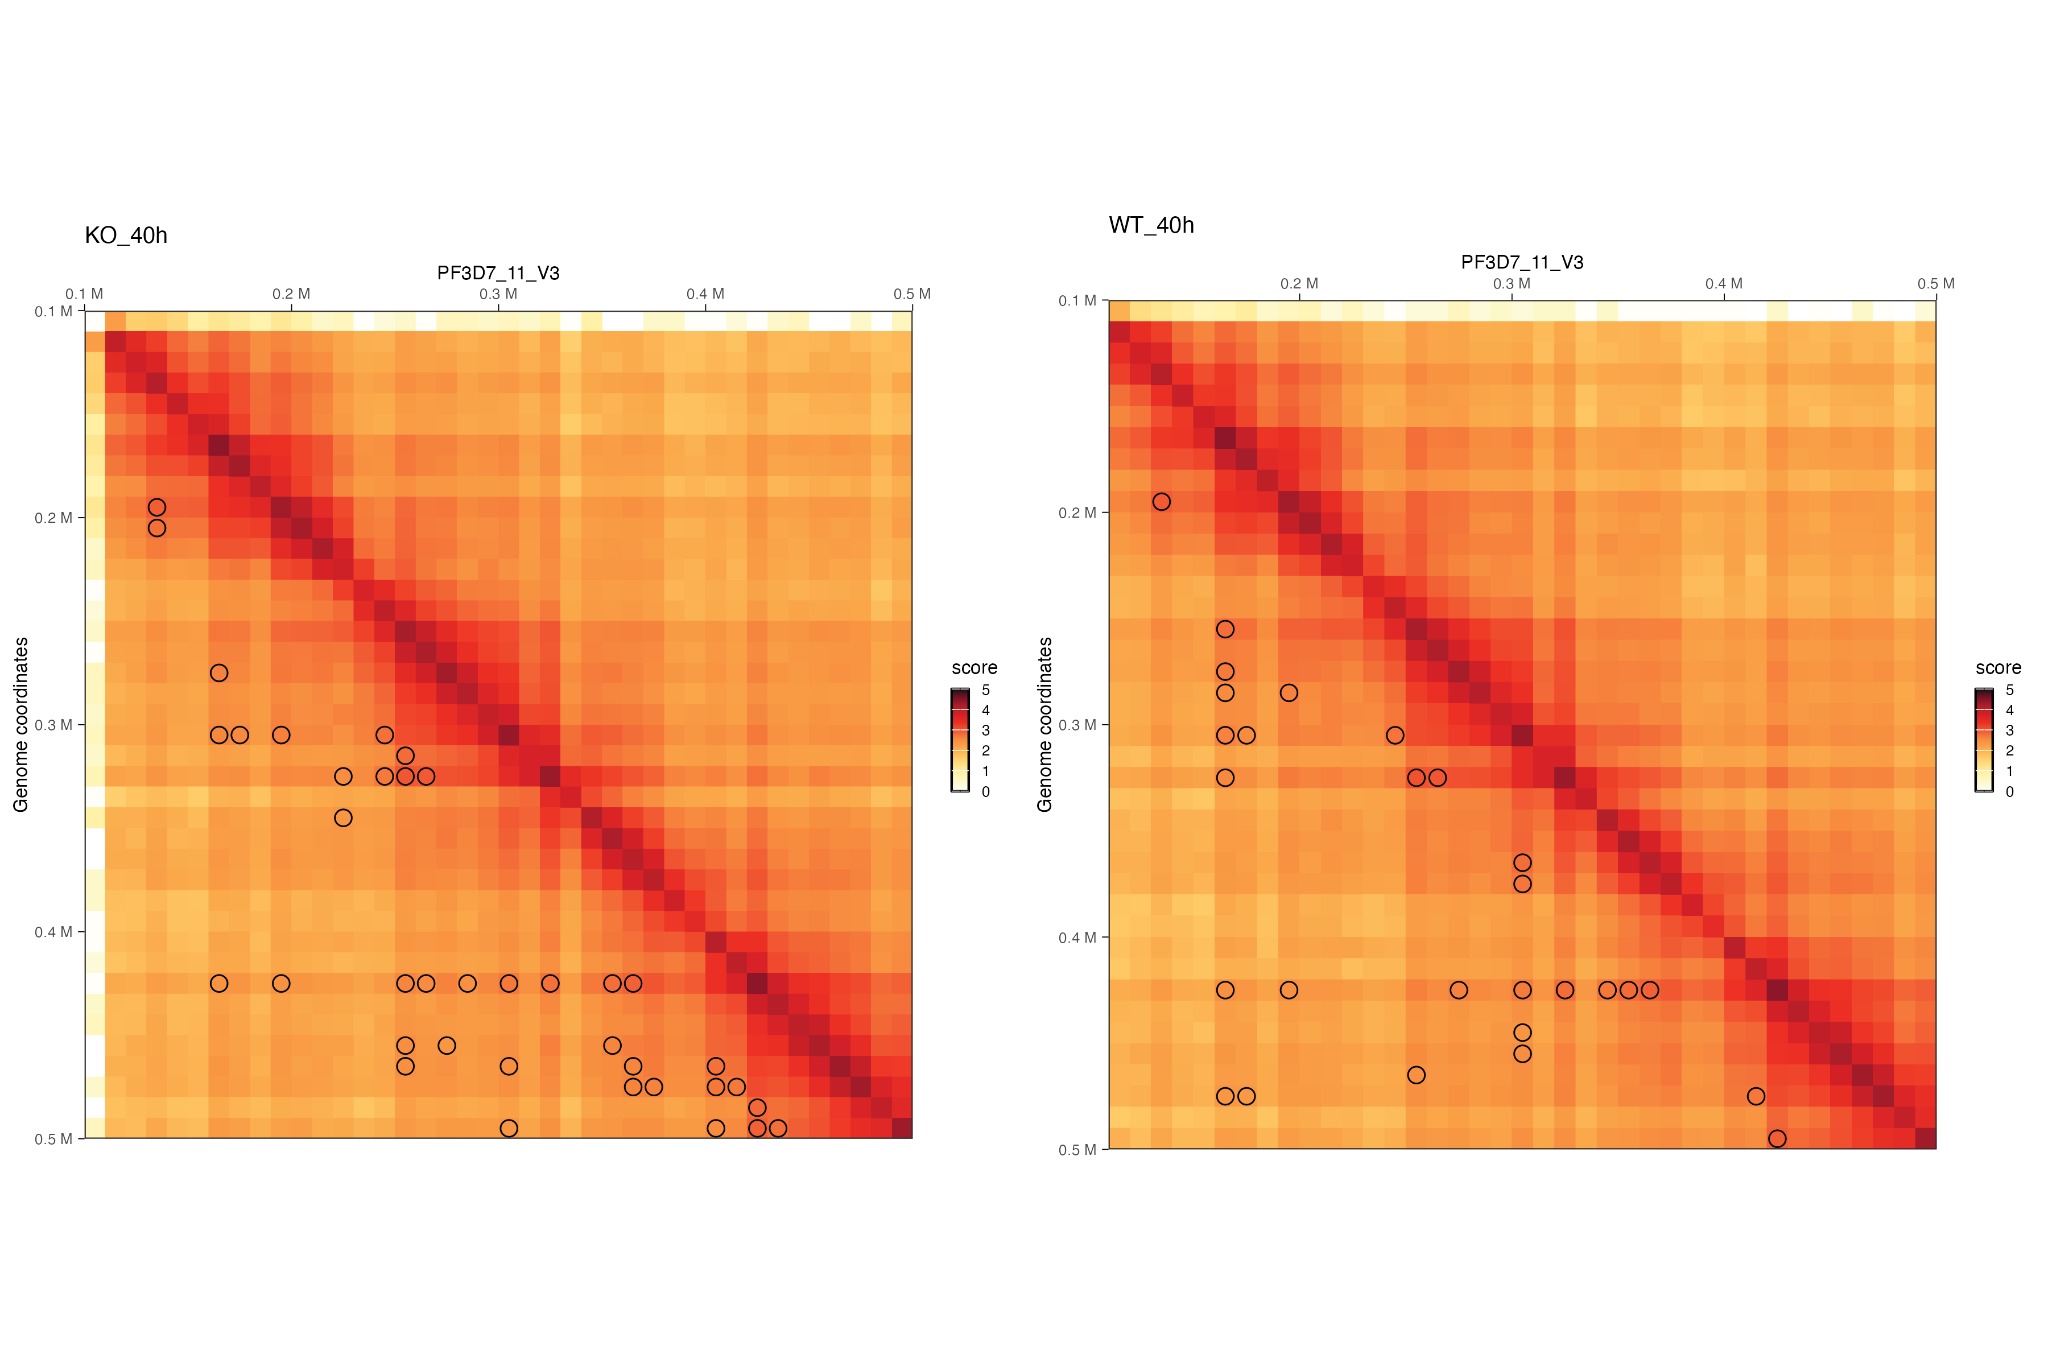 KO_40h
PF3D7_11_V3
0.1 M 0.2 M 0.3 M 0.4 M 0.5 M
0.1 M
0.2 M
0.3 M
0.4 M
0.5 M
Genome coordinates
score
5
4
3
2
1
0
WT_40h
PF3D7_11_V3
0.2 M 0.3 M 0.4 M 0.5 M
0.1 M
0.2 M
0.3 M
0.4 M
0.5 M
Genome coordinates
score
5
4
3
2
1
0